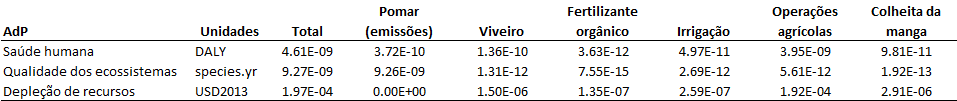 AdP Unidades Total Pomar (emissões) Viveiro Fertilizante orgânico Irrigação Operações agrícolas Colheita da manga
Saúde humana DALY 4.61E-09 3.72E-10 1.36E-10 3.63E-12 4.97E-11 3.95E-09 9.81E-11
Qualidade dos ecossistemas species.yr 9.27E-09 9.26E-09 1.31E-12 7.55E-15 2.69E-12 5.61E-12 1.92E-13
Depleção de recursos USD2013 1.97E-04 0.00E+00 1.50E-06 1.35E-07 2.59E-07 1.92E-04 2.91E-06